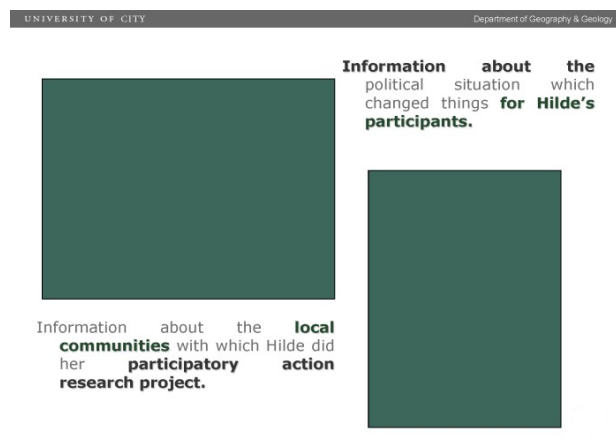 UNIVERSITY OF CITY
Department of Geography & Geology
Information about the
political situation which
changed things for Hilde's
participants.
Information about the local
communities with which Hilde did
her participatory action
research project.